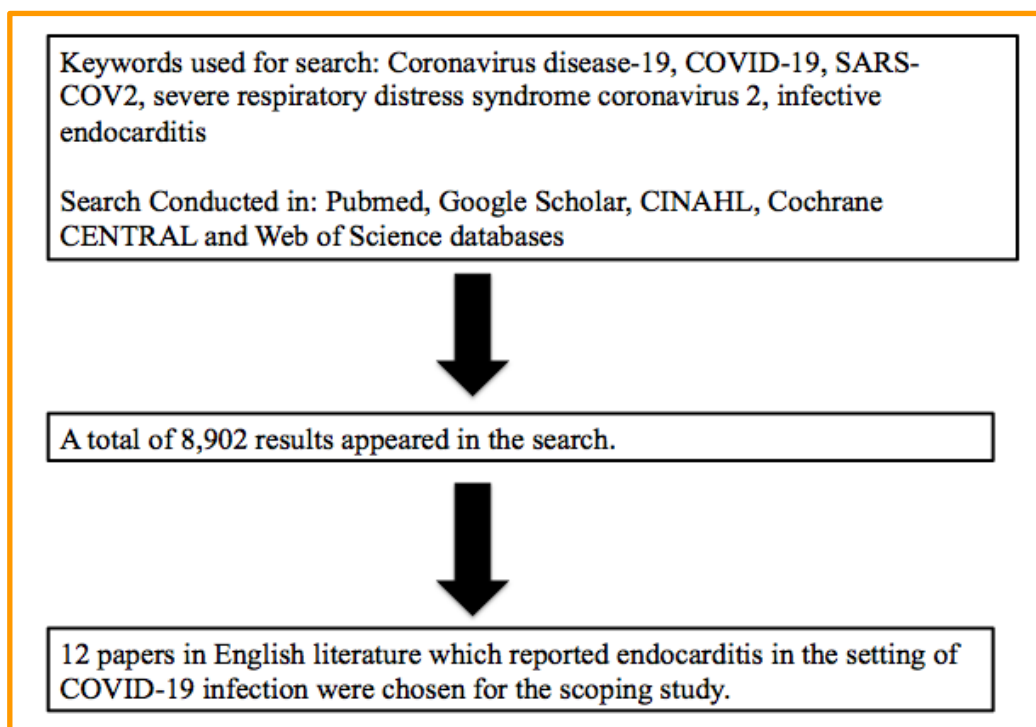 Keywords used for search: Coronavirus disease-19, COVID-19, SARS-
COV2, severe respiratory distress syndrome coronavirus 2, infective
endocarditis
Search Conducted in: Pubmed, Google Scholar, CINAHL, Cochrane
CENTRAL and Web of Science databases
A total of 8,902 results appeared in the search.
12 papers in English literature which reported endocarditis in the setting of
COVID-19 infection were chosen for the scoping study.